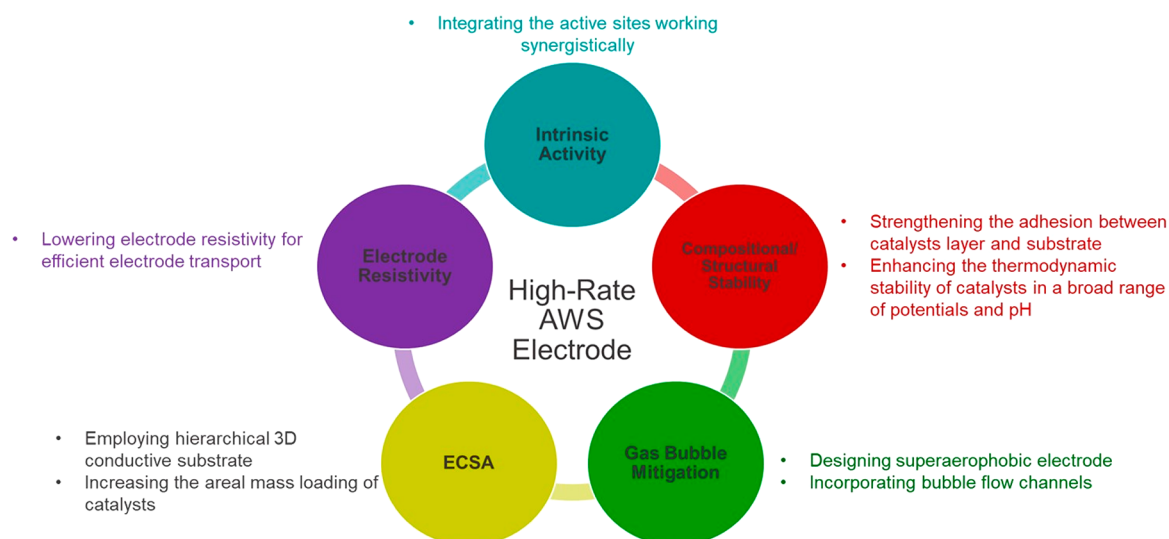 • Integrating the active sites working
synergistically
Intrinsic
Activity
• Lowering electrode resistivity for
efficient electrode transport
Electrode
Resistivity
Compositional/
Structural
Stability
• Strengthening the adhesion between
catalysts layer and substrate
• Enhancing the thermodynamic
stability of catalysts in a broad range
of potentials and pH
High-Rate
AWS
Electrode
• Employing hierarchical 3D
conductive substrate
• Increasing the areal mass loading of
catalysts
ECSA
Gas Bubble
Mitigation
• Designing superaerophobic electrode
• Incorporating bubble flow channels